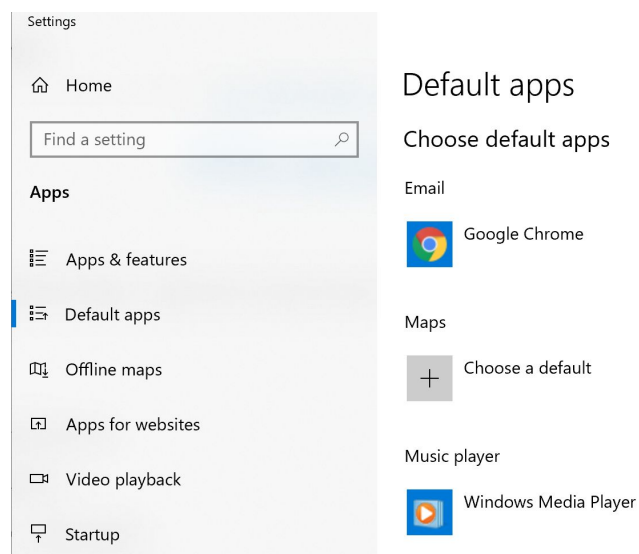 Settings
Home
Find a setting
Apps
Apps & features
Default apps
Offline maps
Apps for websites
Video playback
Startup
Default apps
Choose default apps
Email
Google Chrome
Maps
Choose a default
Music player
Windows Media Player